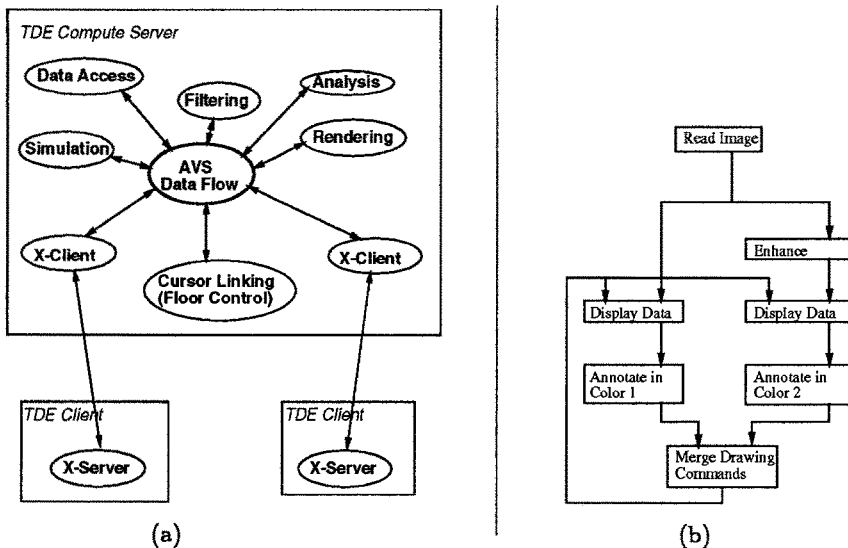 TDE Compute Server
Data Access
Filtering
Analysis
Simulation
Rendering
AVS
Data Flow
X-Client
X-Client
Cursor Linking
(Floor Control)
TDE Client
X-Server
TDE Client
X-Server
(a)
Read Image
Enhance
Display Data
Display Data
Annotate in
Color 1
Annotate in
Color 2
Merge Drawing
Commands
(b)